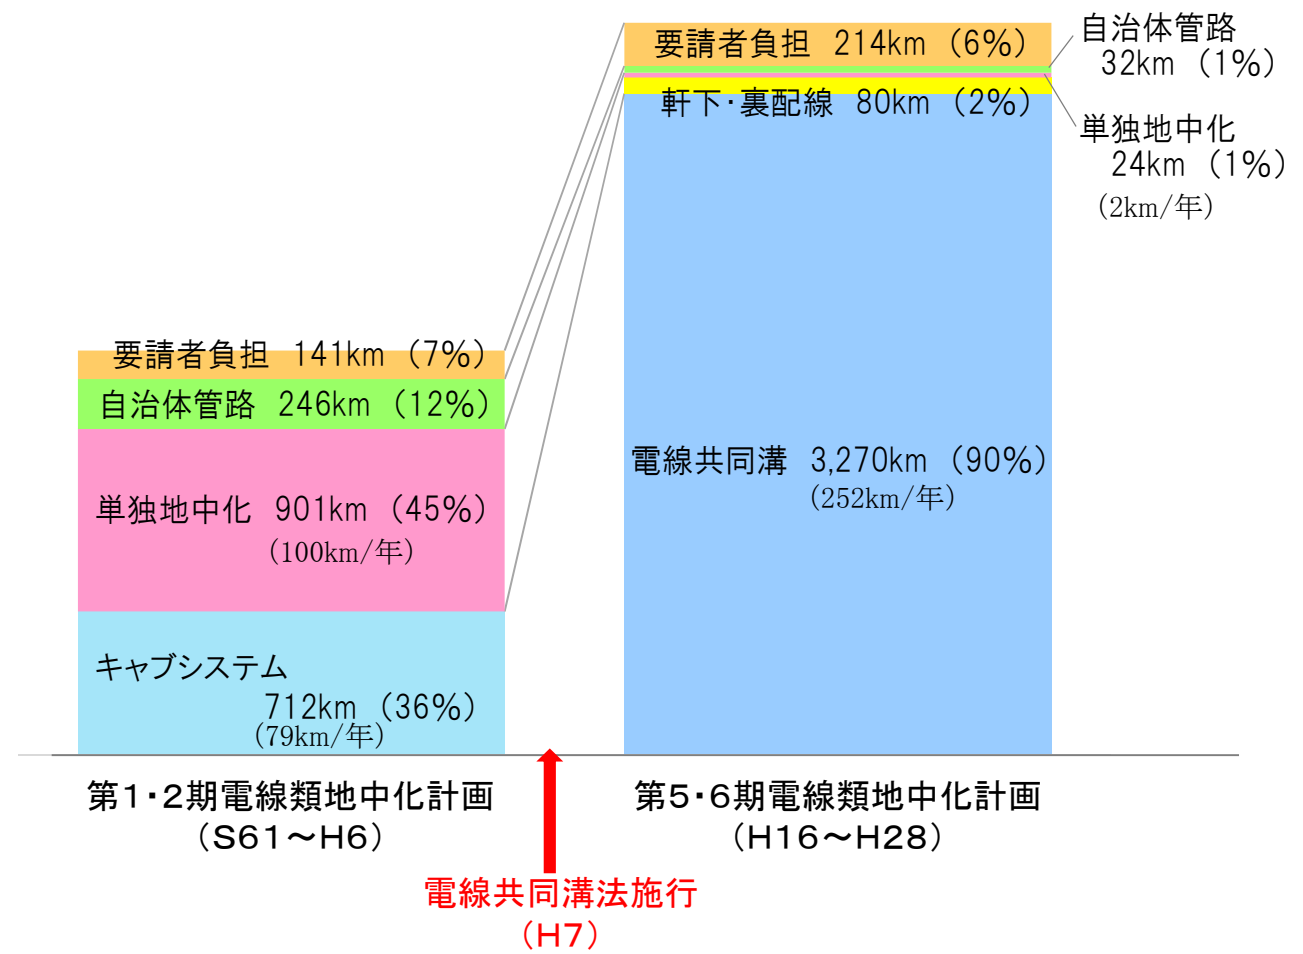 要請者負担 214km（6%）
自治体管路
32km（1%）
軒下･裏配線 80km（2%）
単独地中化
24km（1%）
（2km/年）
要請者負担 141km（7%）
自治体管路 246km（12%）
単独地中化 901km（45%）
（100km/年）
キャブシステム
712km（36%）
（79km/年）
電線共同溝 3,270km（90%）
（252km/年）
第1・2期電線類地中化計画
（S61～H6）
第5・6期電線類地中化計画
（H16～H28）
電線共同溝法施行
（H7）